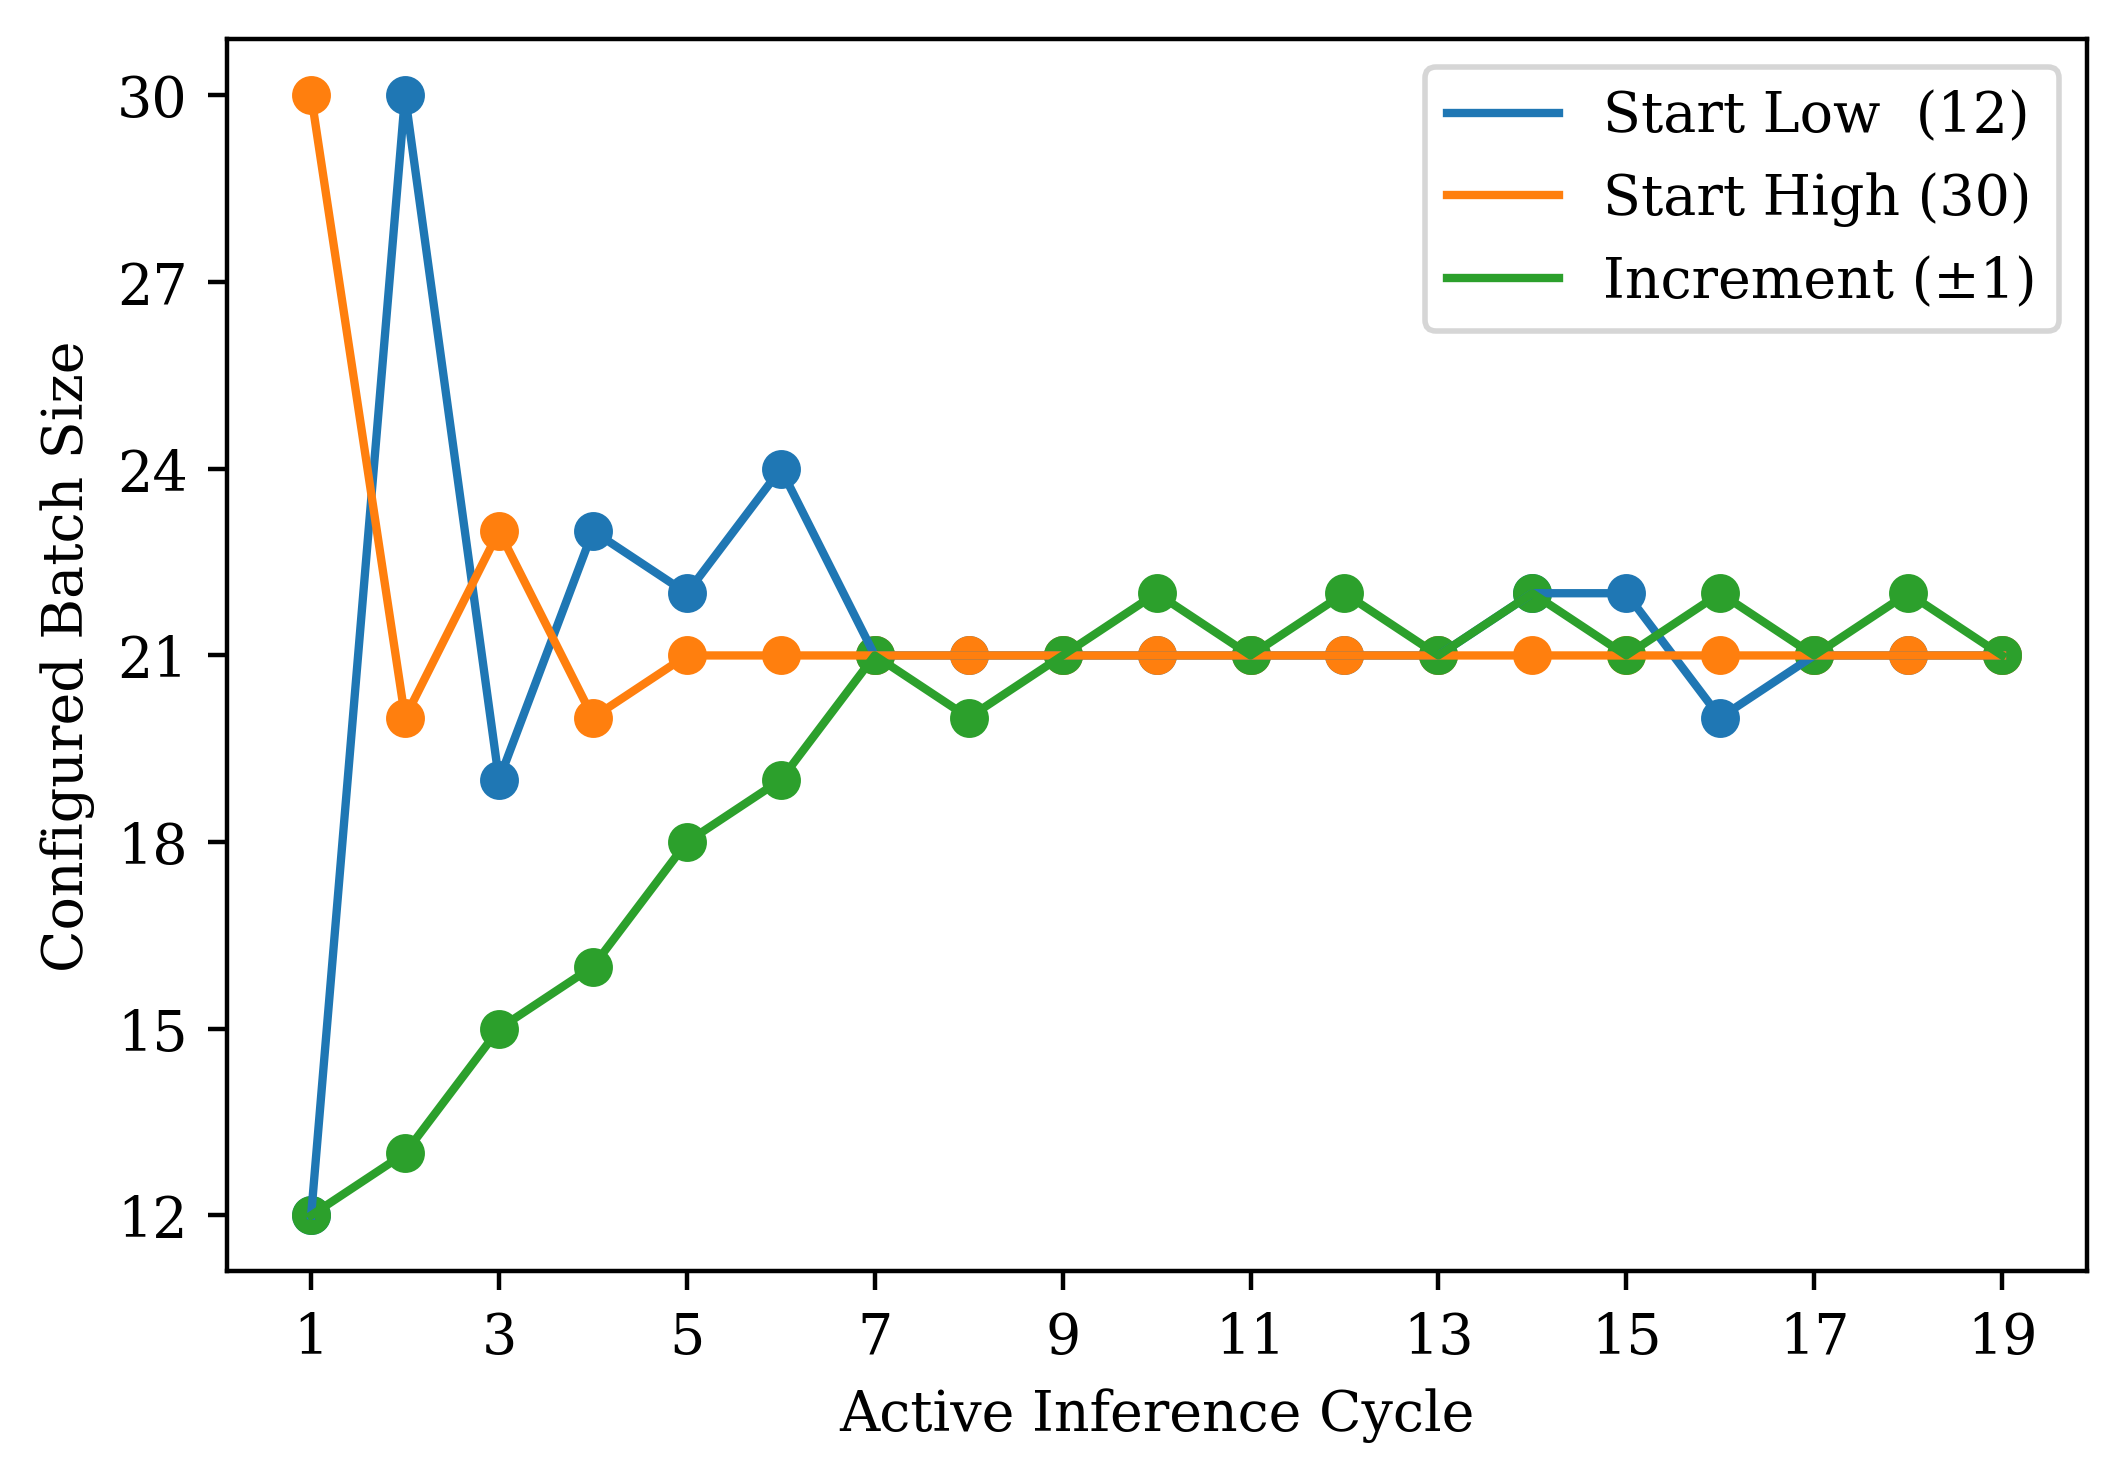 Start Low (12)
Start High (30)
Increment (±1)
30
27
24
21
18
15
12
Configured Batch Size
1 3 5 7 9 11 13 15 17 19
Active Inference Cycle